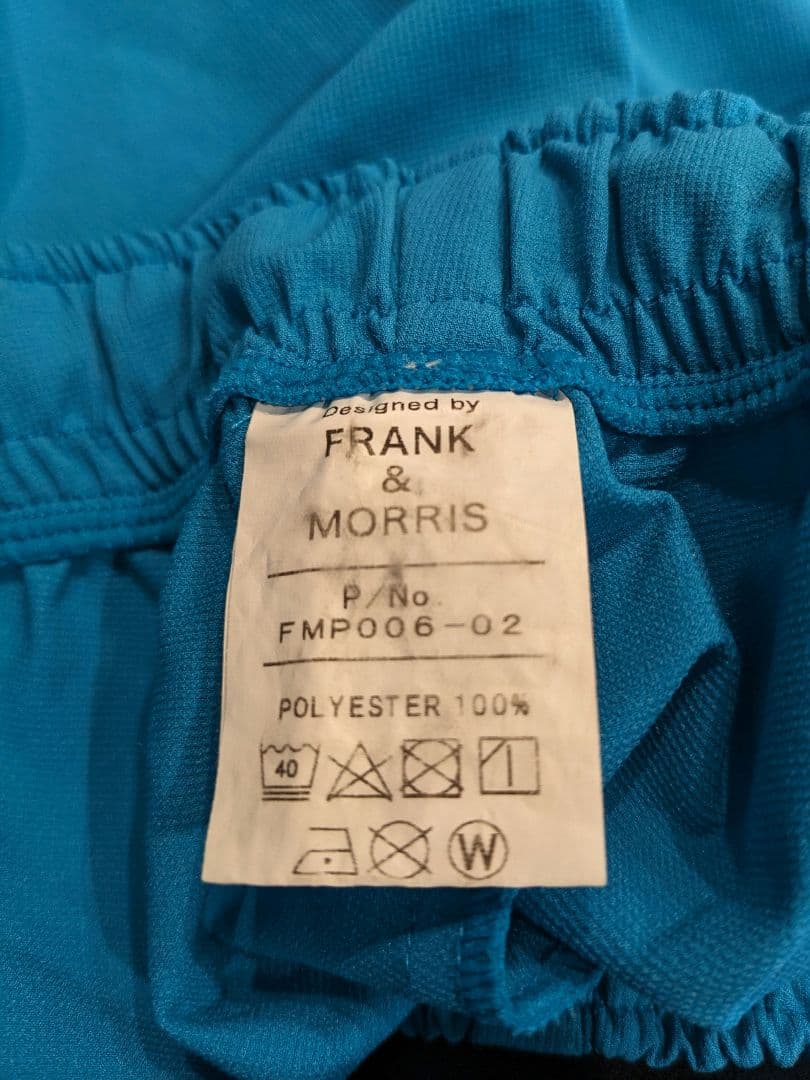 Designed by
FRANK
&
MORRIS
P/No.
FMP006-02
POLYESTER 100%
40
W